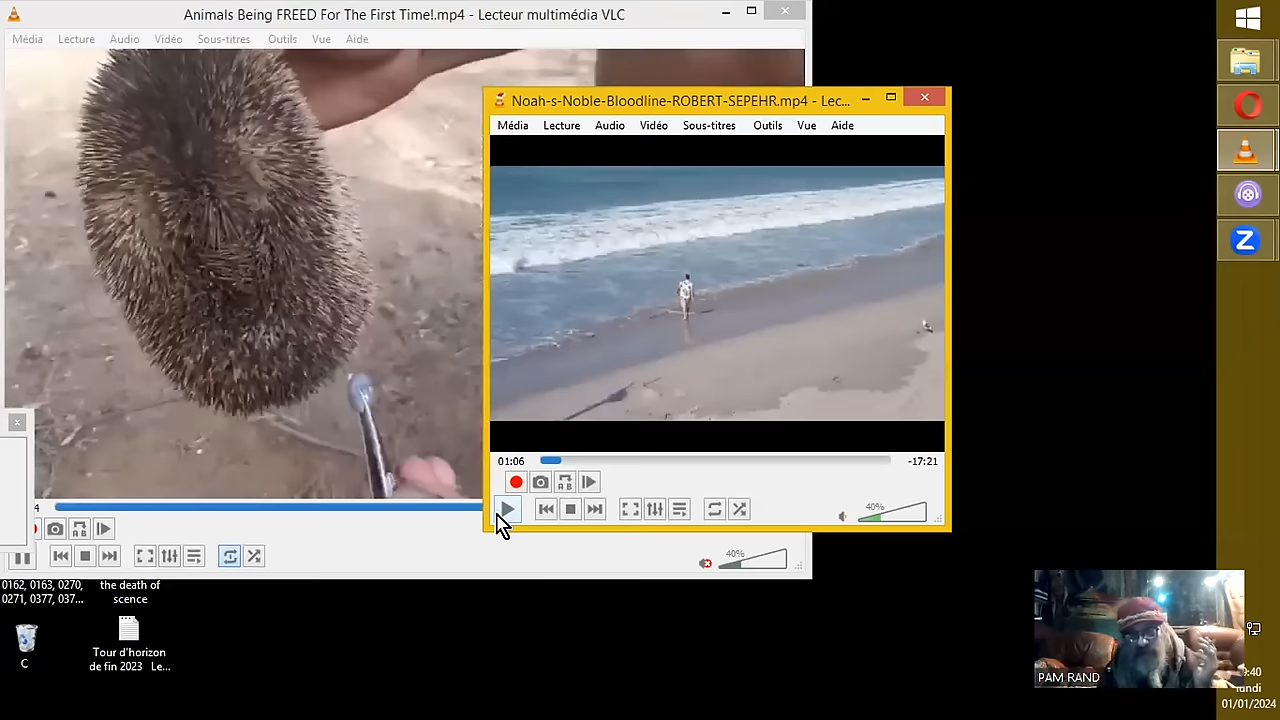 Animals Being FREED For The First Time!.mp4 - Lecteur multimédia VLC
Média Lecture Audio Vidéo Sous-titres Outils Vue Aide
Noah-s-Noble-Bloodline-ROBERT-SEPEHR.mp4 - Lec...
Média Lecture Audio Vidéo Sous-titres Outils Vue Aide
01:06 -17:21
40%
4
40%
0162, 0163, 0270, 0271, 0377, 037...
the death of
scence
C
Tour d'horizon
de fin 2023 Le...
PAM RAND
:40
lundi
01/01/2024